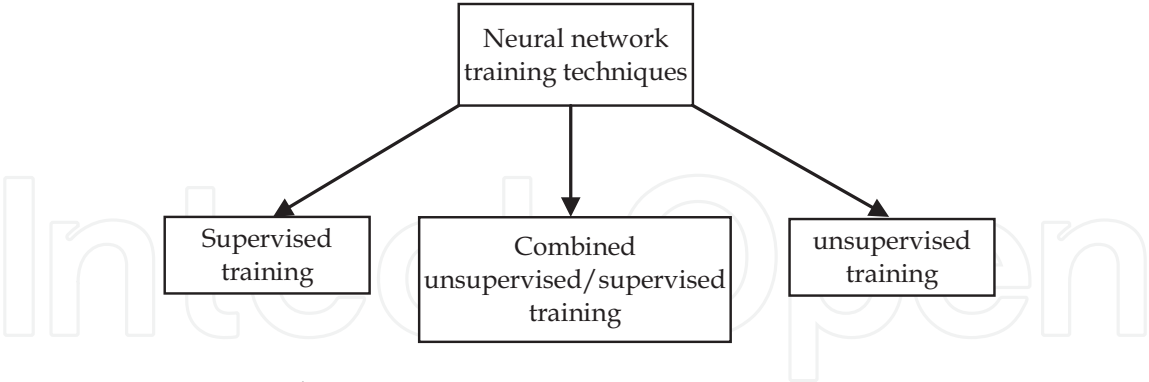 Neural network
training techniques
Supervised
training
Combined
unsupervised/supervised
training
unsupervised
training
IntechOpen